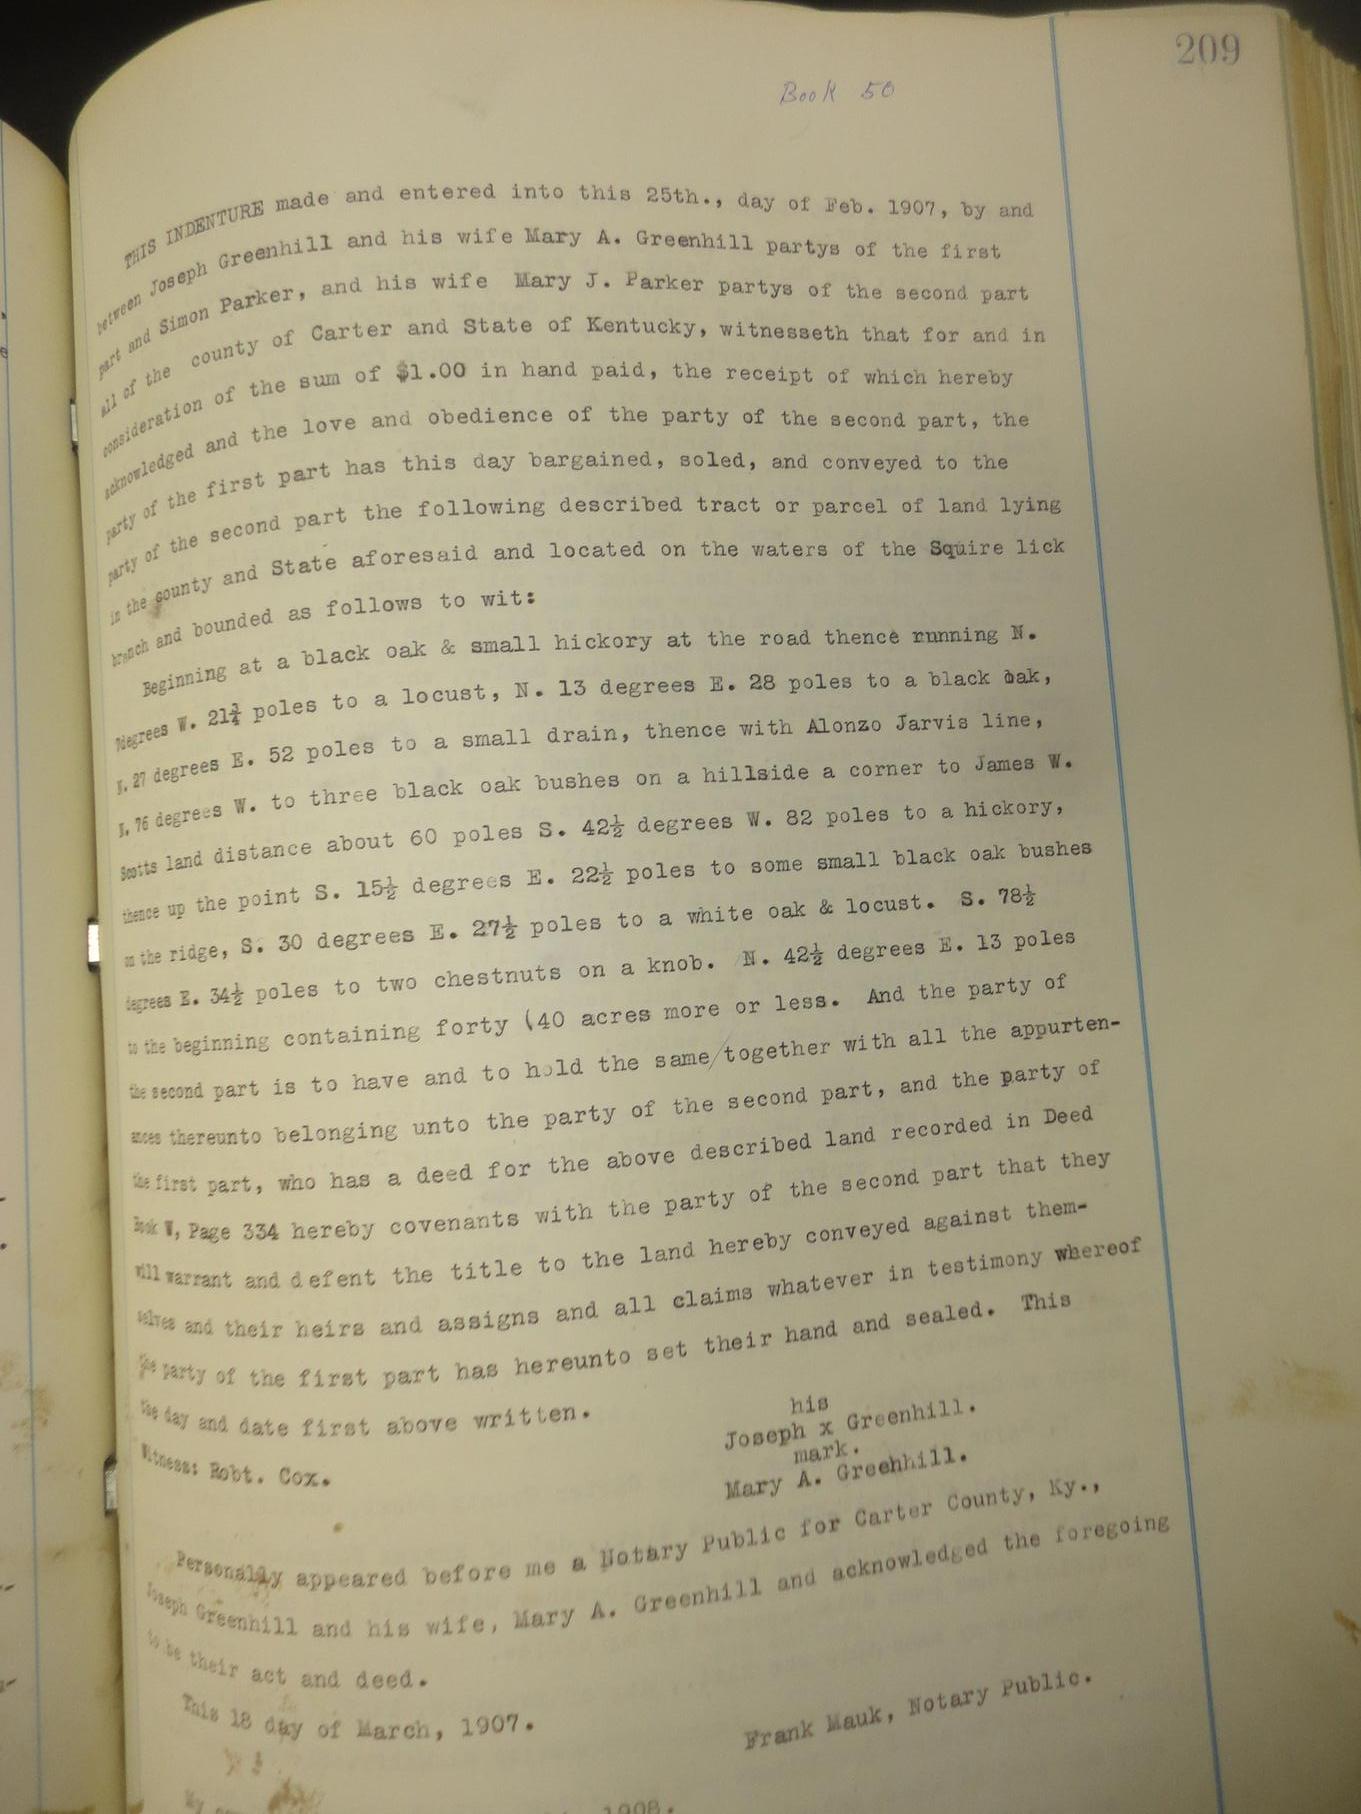 209
Book 50
THIS INDENTURE made and entered into this 25th., day of Feb. 1907, by and
between Joseph Greenhill and his wife Mary A. Greenhill partys of the first
part and Simon Parker, and his wife Mary J. Parker partys of the second part
all of the county of Carter and State of Kentucky, witnesseth that for and in
consideration of the sum of $1.00 in hand paid, the receipt of which hereby
acknowledged and the love and obedience of the party of the second part, the
party of the first part has this day bargained, soled, and conveyed to the
party of the second part the following described tract or parcel of land lying
in the county and State aforesaid and located on the waters of the Squire lick
branch and bounded as follows to wit:
Beginning at a black oak & small hickory at the road thence running N.
7degrees W. 21¾ poles to a locust, N. 13 degrees E. 28 poles to a black oak,
N. 27 degrees E. 52 poles to a small drain, thence with Alonzo Jarvis line,
N. 76 degrees W. to three black oak bushes on a hillside a corner to James W.
Scotts land distance about 60 poles S. 42½ degrees W. 82 poles to a hickory,
thence up the point S. 15½ degrees E. 22½ poles to some small black oak bushes
on the ridge, S. 30 degrees E. 27½ poles to a white oak & locust. S. 78½
degrees E. 34½ poles to two chestnuts on a knob. N. 42½ degrees E. 13 poles
to the beginning containing forty (40 acres more or less. And the party of
the second part is to have and to hold the same/together with all the appurten-
ances thereunto belonging unto the party of the second part, and the party of
the first part, who has a deed for the above described land recorded in Deed
Book W, Page 334 hereby covenants with the party of the second part that they
will warrant and defent the title to the land hereby conveyed against them-
selves and their heirs and assigns and all claims whatever in testimony whereof
the party of the first part has hereunto set their hand and sealed. This
the day and date first above written.
his
Joseph x Greenhill.
mark.
Witness: Robt. Cox.
Mary A. Greenhill.
Personally appeared before me a Notary Public for Carter County, Ky.,
Joseph Greenhill and his wife, Mary A. Greenhill and acknowledged the foregoing
to be their act and deed.
This 18 day of March, 1907.
Frank Mauk, Notary Public.
My 1908.